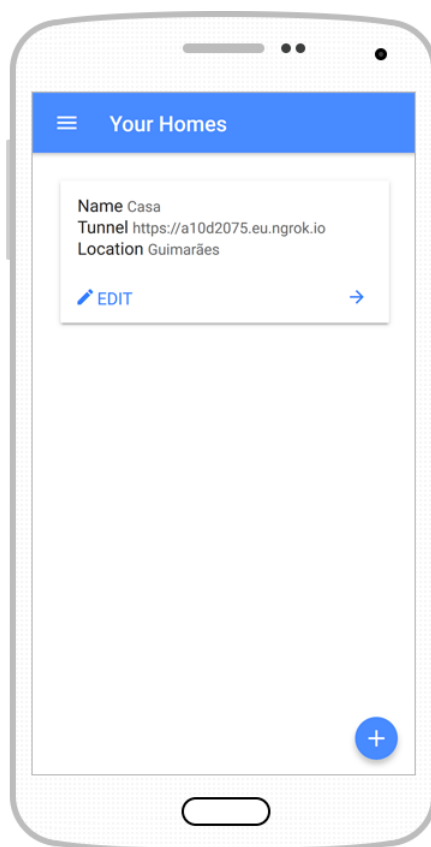 Your Homes
Name Casa
Tunnel https://a10d2075.eu.ngrok.io
Location Guimarães
EDIT